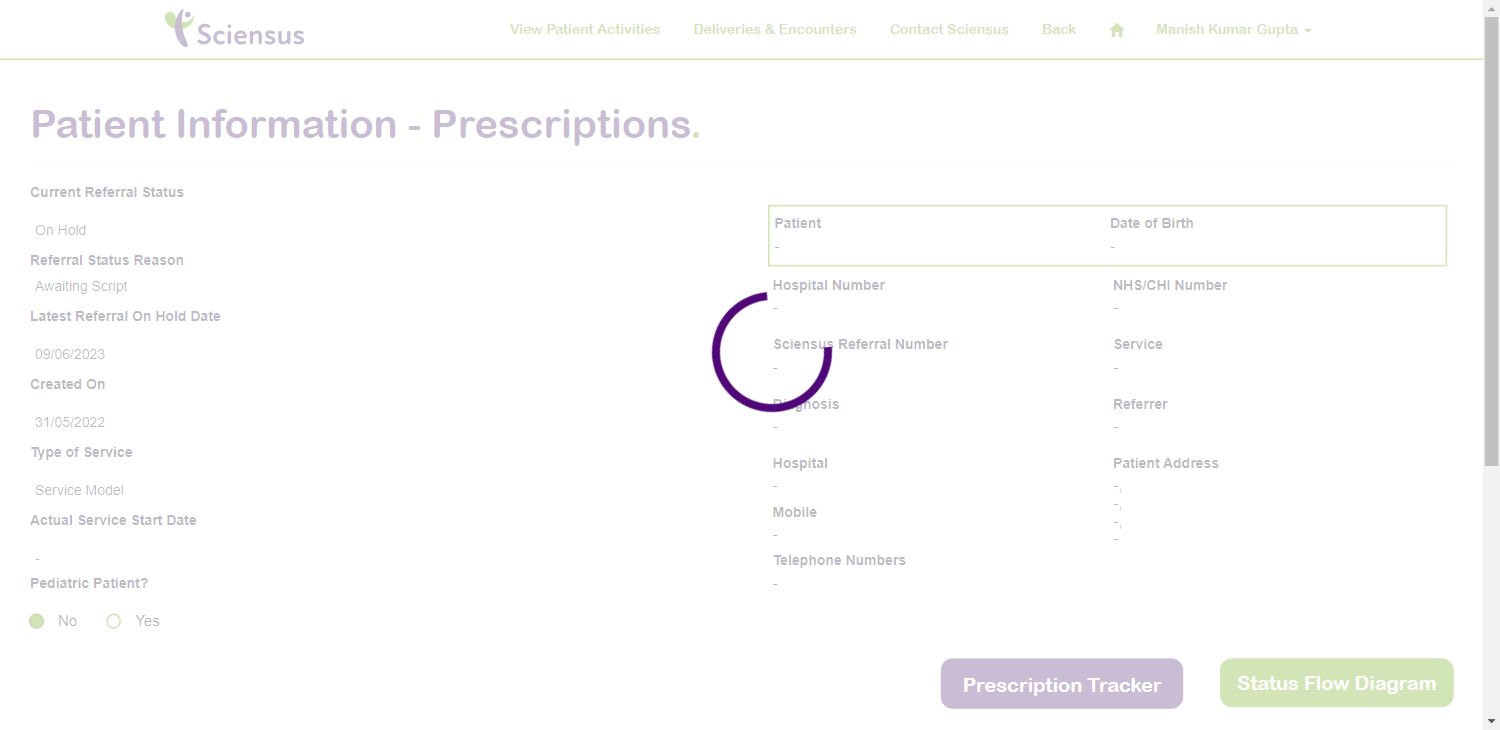 Sciensus
View Patient Activities Deliveries & Encounters Contact Sciensus Back Manish Kumar Gupta
Patient Information - Prescriptions.
Current Referral Status
On Hold
Referral Status Reason
Awaiting Script
Latest Referral On Hold Date
09/06/2023
Created On
31/05/2022
Type of Service
Service Model
Actual Service Start Date
-
Pediatric Patient?
No Yes
Patient Date of Birth
- -
Hospital Number NHS/CHI Number
- -
Sciensus Referral Number Service
- -
Diagnosis Referrer
- -
Hospital Patient Address
- -,
-,
Mobile -,
- -
Telephone Numbers
-
Prescription Tracker Status Flow Diagram